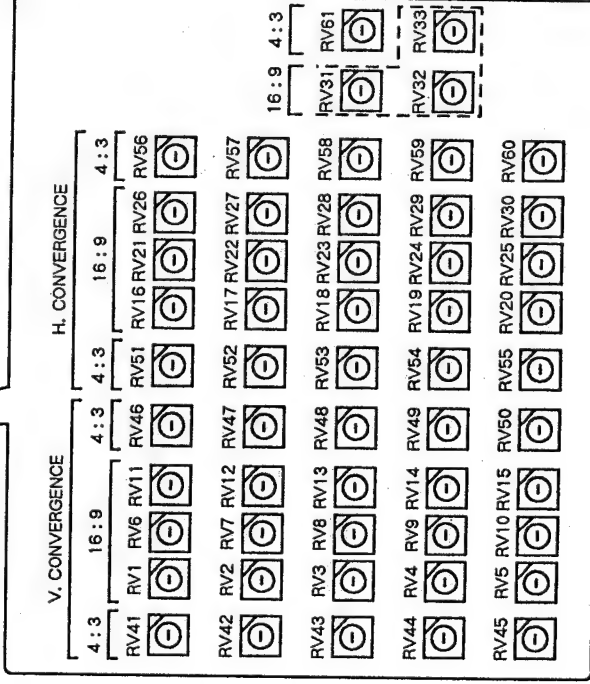 V. CONVERGENCE H. CONVERGENCE
4:3 16:9 4:3 4:3 16:9 4:3
RV41 RV1 RV6 RV11 RV46 RV51 RV16 RV21 RV26 RV56
RV42 RV2 RV7 RV12 RV47 RV52 RV17 RV22 RV27 RV57
16:9 4:3
RV43 RV3 RV8 RV13 RV48 RV53 RV18 RV23 RV28 RV58 RV31 RV61
RV44 RV4 RV9 RV14 RV49 RV54 RV19 RV24 RV29 RV59 RV32 RV33
RV45 RV5 RV10 RV15 RV50 RV55 RV20 RV25 RV30 RV60